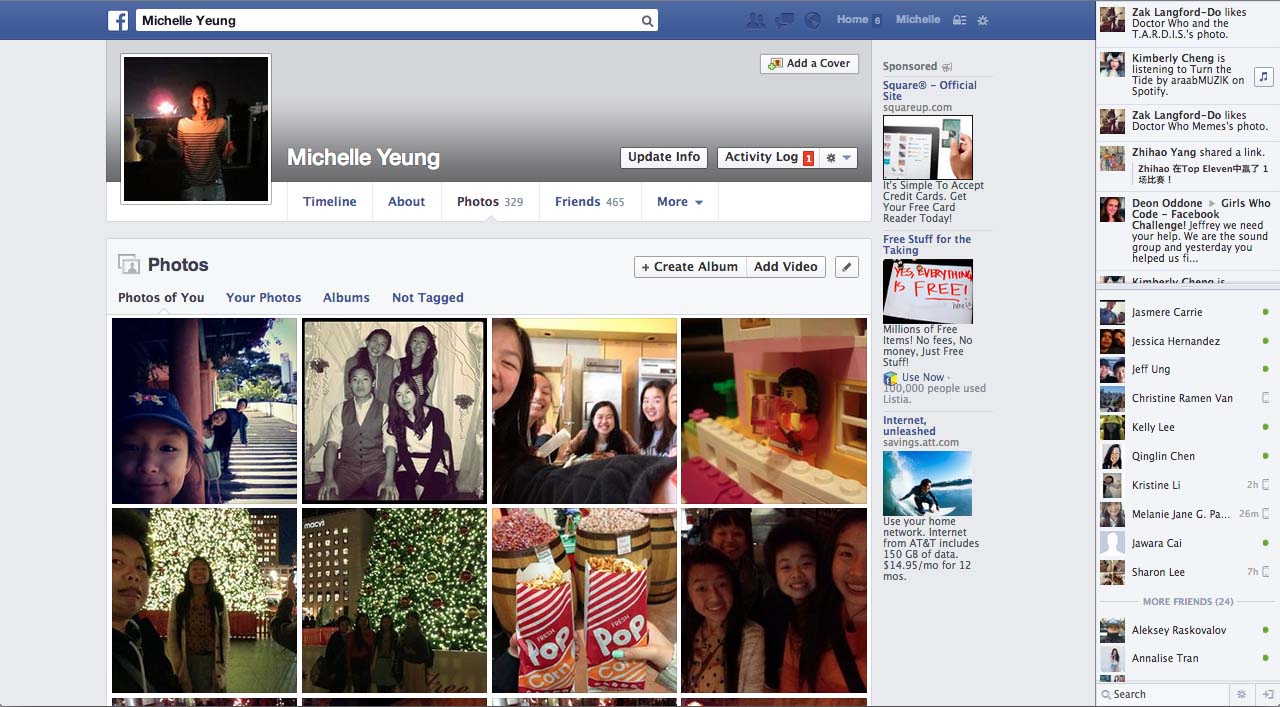 f
Michelle Yeung
Home 6
Michelle
Add a Cover
Michelle Yeung
Update Info
Activity Log 1
Timeline
About
Photos 329
Friends 465
More
Photos
+ Create Album
Add Video
Photos of You
Your Photos
Albums
Not Tagged
macy's
FRESH
POP
Corn
FRESH
POP
Corn
Sponsored
Square® – Official
Site
squareup.com
It's Simple To Accept
Credit Cards. Get
Your Free Card
Reader Today!
Free Stuff for the
Taking
YES, EVERYTHING
IS FREE!
Millions of Free
Items! No fees, No
money, Just Free
Stuff!
Use Now ·
100,000 people used
Listia.
Internet,
unleashed
savings.att.com
Use your home
network. Internet
from AT&T includes
150 GB of data.
$14.95/mo for 12
mos.
Zak Langford-Do likes
Doctor Who and the
T.A.R.D.I.S.'s photo.
Kimberly Cheng is
listening to Turn the
Tide by araabMUZIK on
Spotify.
Zak Langford-Do likes
Doctor Who Memes's photo.
Zhihao Yang shared a link.
Zhihao 在Top Eleven中赢了 1
场比赛！
Deon Oddone ▶ Girls Who
Code – Facebook
Challenge! Jeffrey we need
your help. We are the sound
group and yesterday you
helped us fi...
Kimberly Cheng is
Jasmere Carrie
Jessica Hernandez
Jeff Ung
Christine Ramen Van
Kelly Lee
Qinglin Chen
Kristine Li 2h
Melanie Jane G. Pa... 26m
Jawara Cai
Sharon Lee 7h
MORE FRIENDS (24)
Aleksey Raskovalov
Annalise Tran
Search